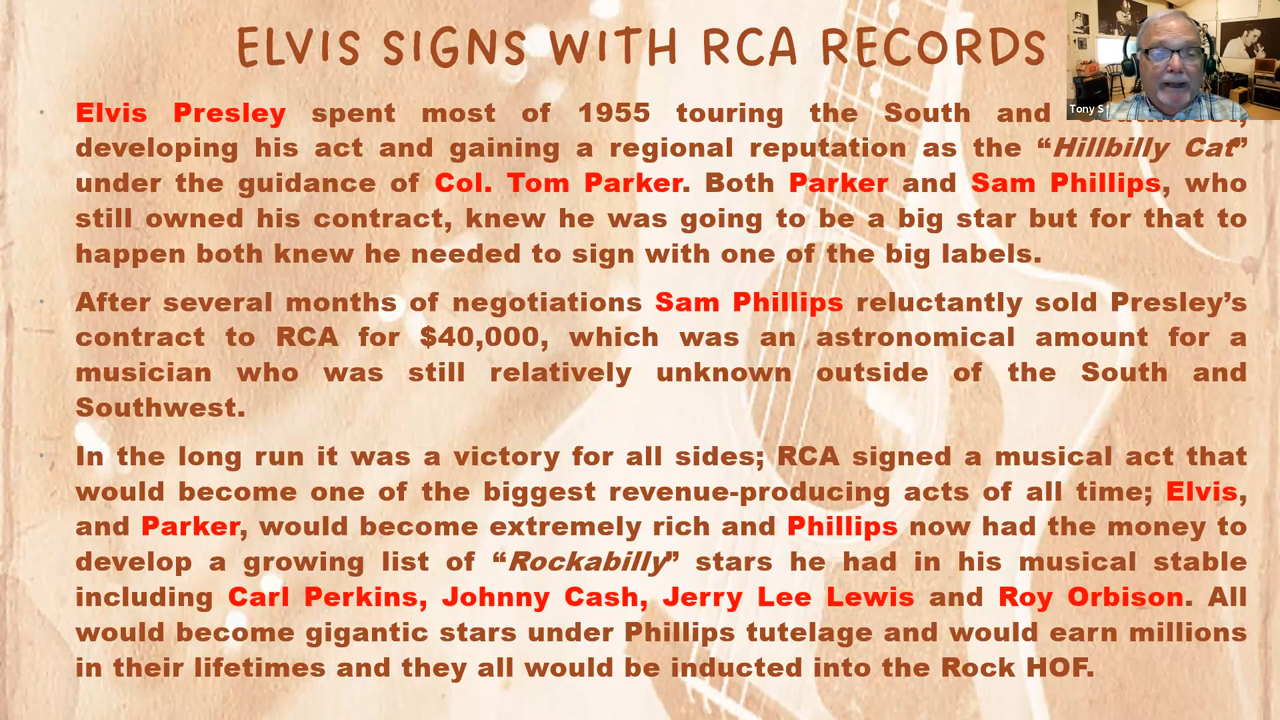 ELVIS SIGNS WITH RCA RECORDS
Tony S
Elvis Presley spent most of 1955 touring the South and
developing his act and gaining a regional reputation as the “Hillbilly Cat”
under the guidance of Col. Tom Parker. Both Parker and Sam Phillips, who
still owned his contract, knew he was going to be a big star but for that to
happen both knew he needed to sign with one of the big labels.
After several months of negotiations Sam Phillips reluctantly sold Presley’s
contract to RCA for $40,000, which was an astronomical amount for a
musician who was still relatively unknown outside of the South and
Southwest.
In the long run it was a victory for all sides; RCA signed a musical act that
would become one of the biggest revenue-producing acts of all time; Elvis,
and Parker, would become extremely rich and Phillips now had the money to
develop a growing list of “Rockabilly” stars he had in his musical stable
including Carl Perkins, Johnny Cash, Jerry Lee Lewis and Roy Orbison. All
would become gigantic stars under Phillips tutelage and would earn millions
in their lifetimes and they all would be inducted into the Rock HOF.